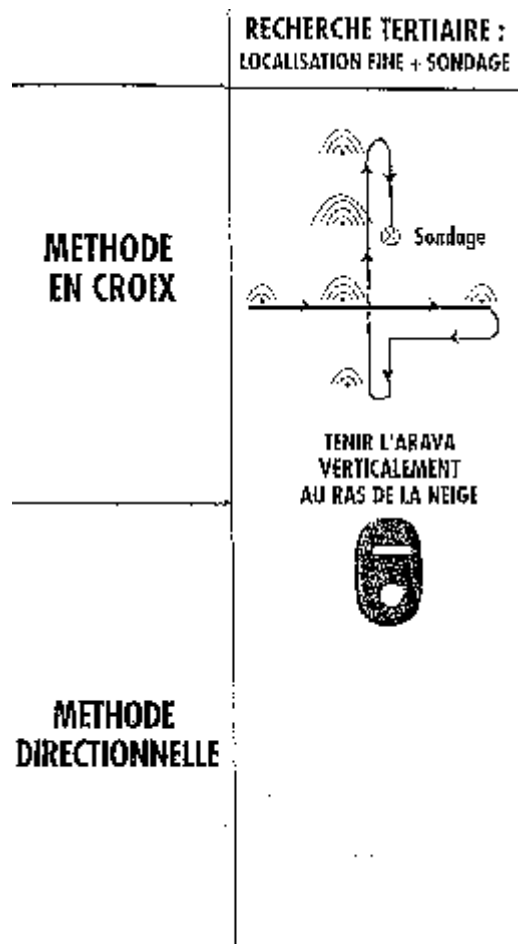 RECHERCHE TERTIAIRE :
LOCALISATION FINE + SONDAGE
METHODE
EN CROIX
Sondage
TENIR L'ARAVA
VERTICALEMENT
AU RAS DE LA NEIGE
METHODE
DIRECTIONNELLE